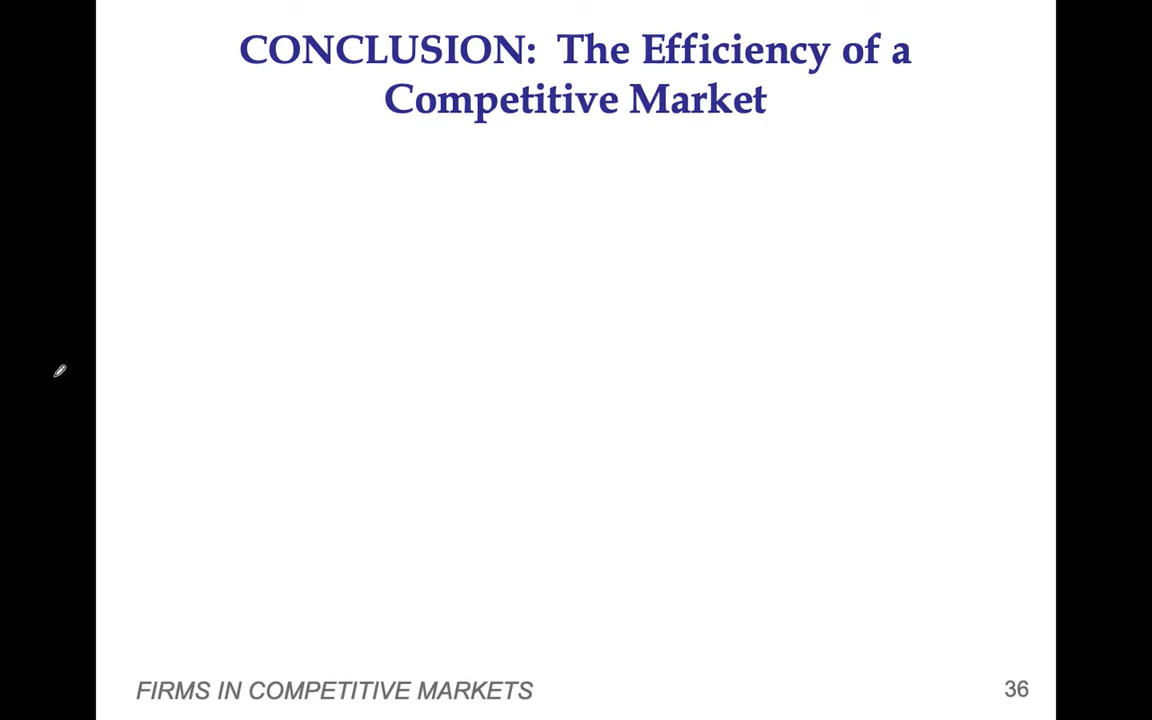 CONCLUSION: The Efficiency of a
Competitive Market
FIRMS IN COMPETITIVE MARKETS
36